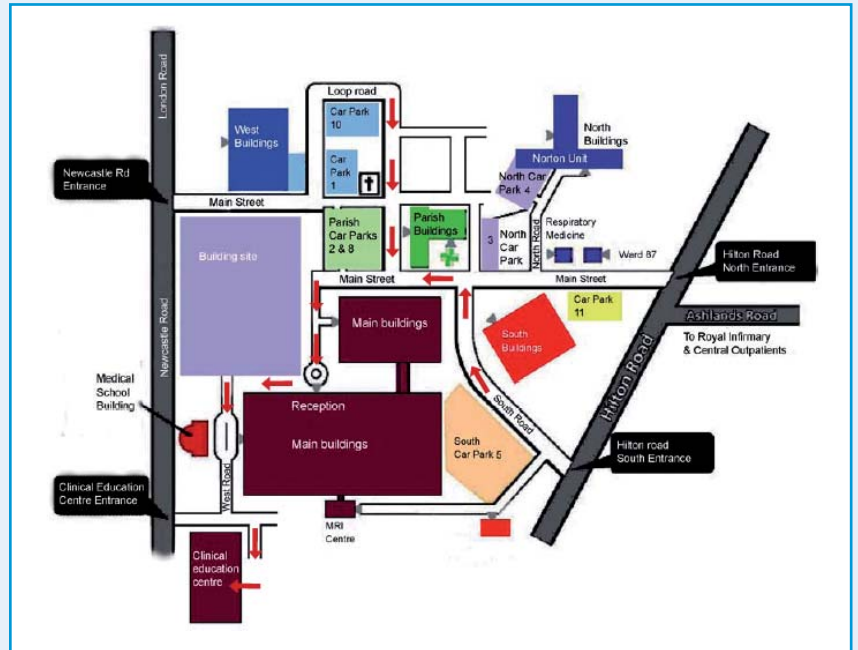 London Road
Loop road
Car Park
10
West
Buildings
North
Buildings
Norton Unit
Car
Park
1
North Car
Park 4
Newcastle Rd
Entrance
Main Street
Parish
Car Parks
2 & 8
Parish
Buildings
3
North
Car
Park
North Road
Respiratory
Medicine
Ward 87
Building site
Hilton Road
North Entrance
Main Street
Main Street
Car Park
11
Newcastle Road
Main buildings
South
Buildings
Ashlands Road
To Royal Infirmary
& Central Outpatients
Hilton Road
Medical
School
Building
Reception
Main buildings
South Road
South
Car Park 5
Hilton road
South Entrance
West Road
Clinical Education
Centre Entrance
MRI
Centre
Clinical
education
centre